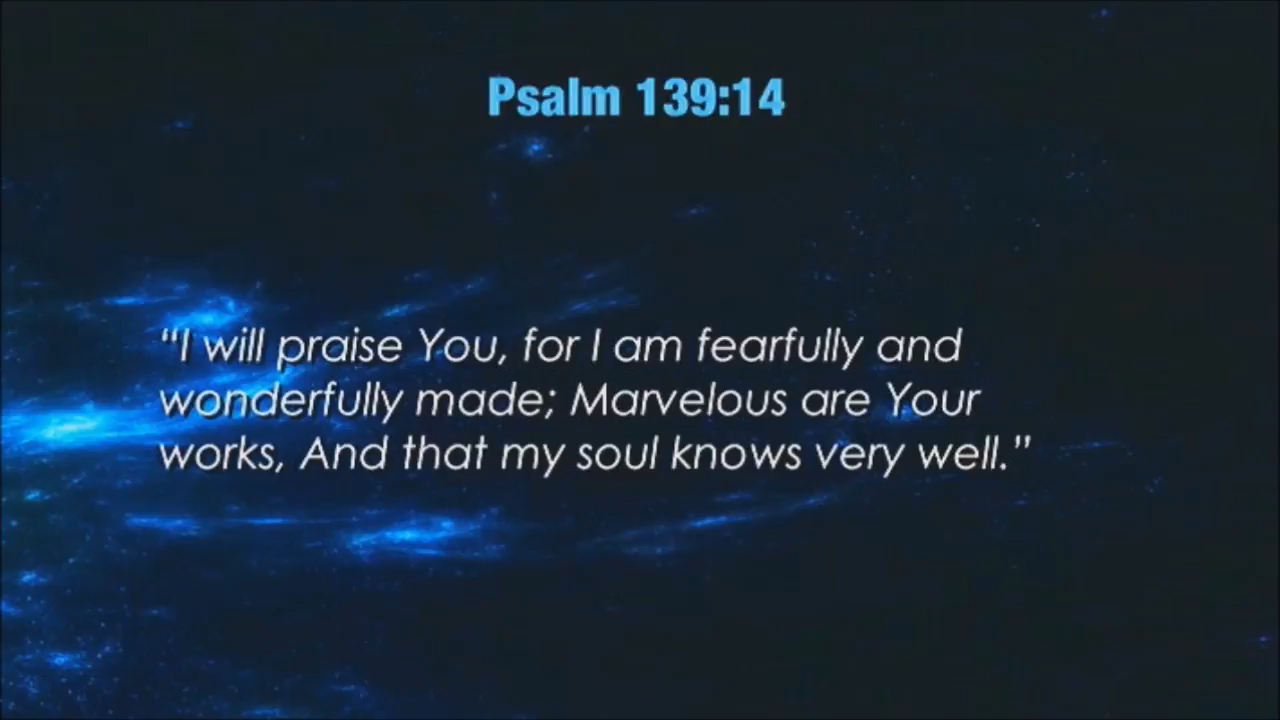 Psalm 139:14
“I will praise You, for I am fearfully and
wonderfully made; Marvelous are Your
works, And that my soul knows very well.”